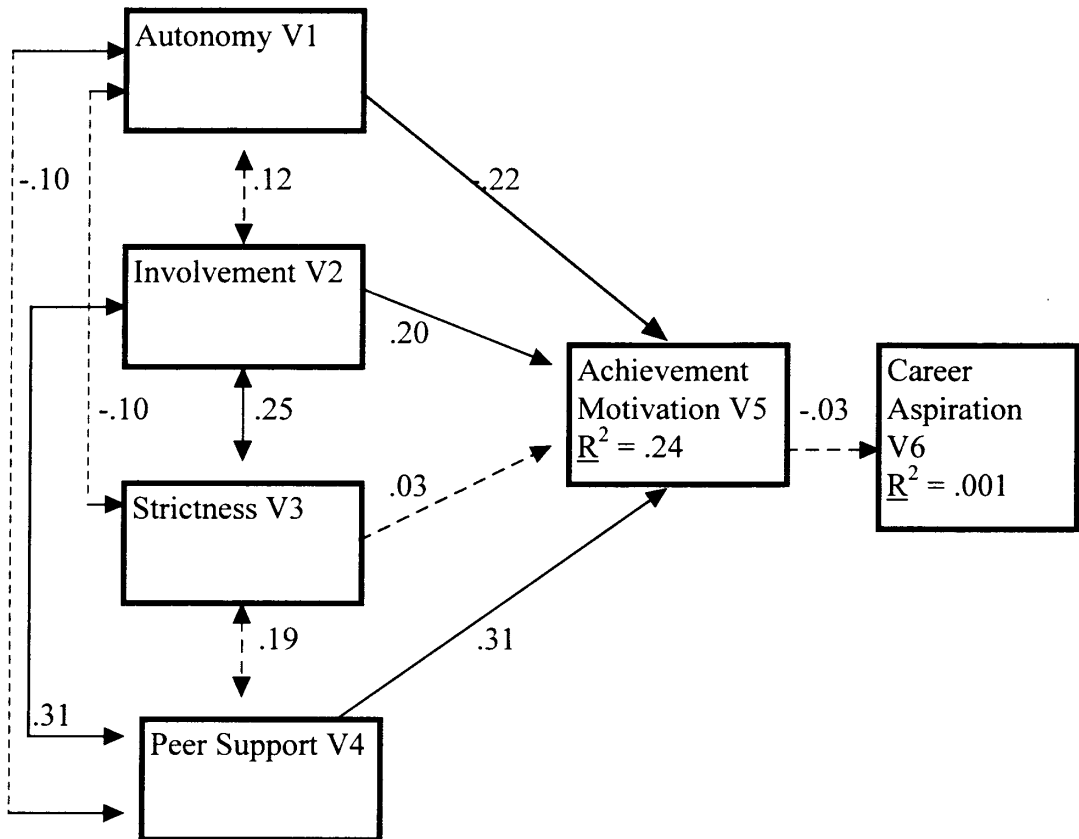 Autonomy V1
-.10
.12
-.22
Involvement V2
.20
-.10
.25
Achievement
Motivation V5
R² = .24
-.03
Career
Aspiration
V6
R² = .001
.03
Strictness V3
.19
.31
.31
Peer Support V4